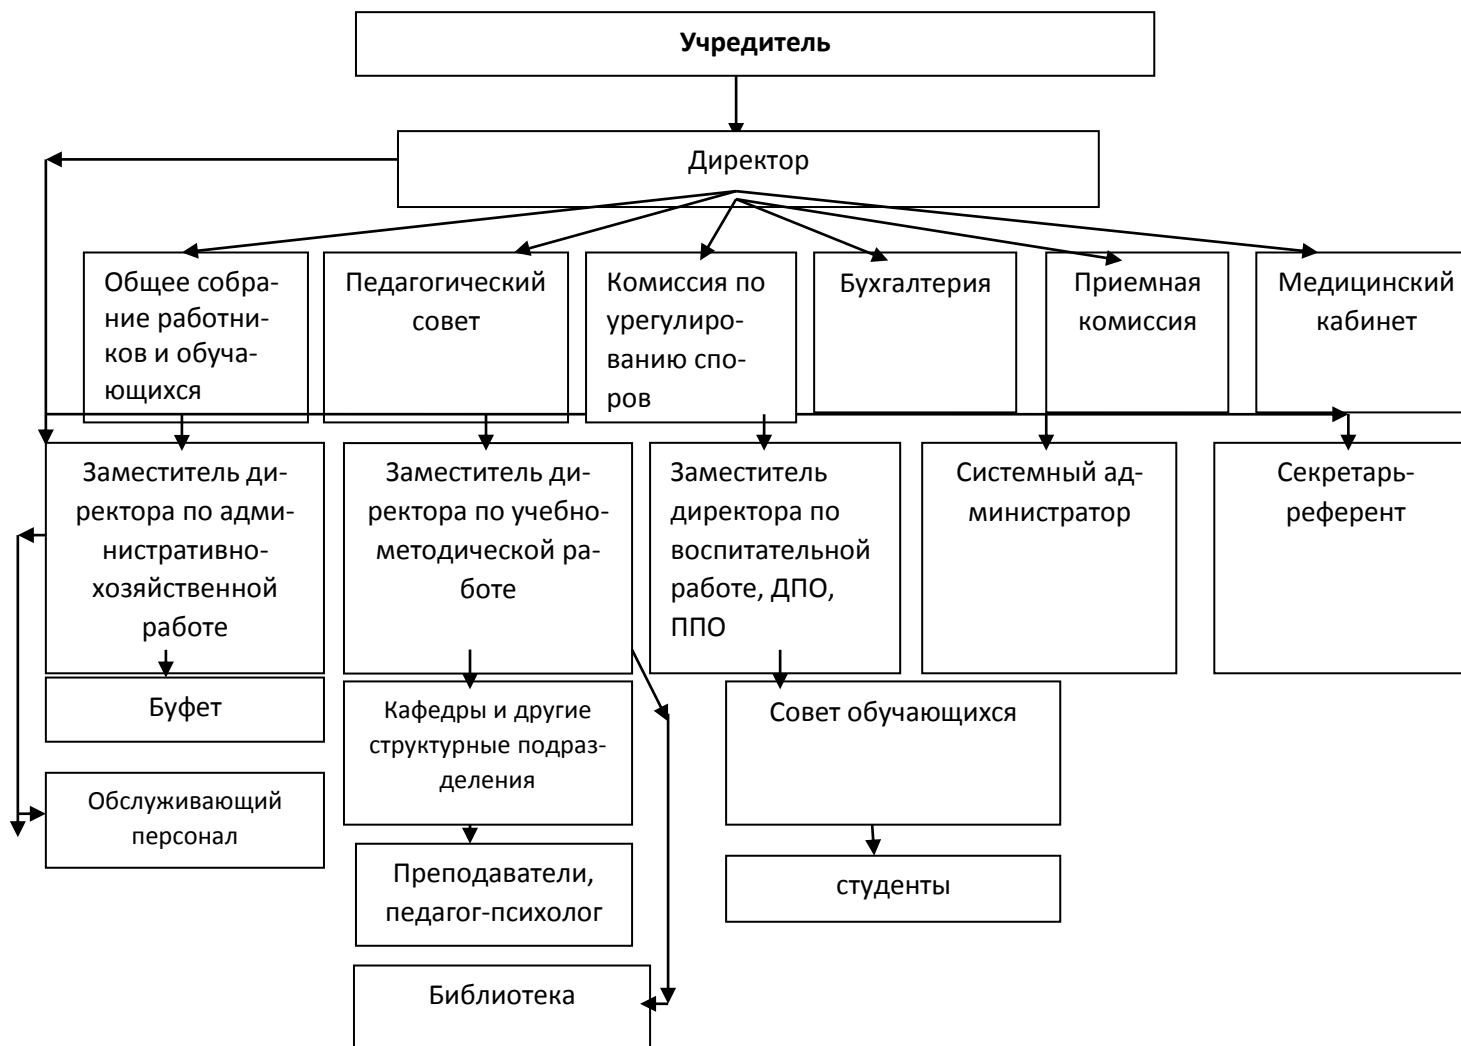 Учредитель
Директор
Общее собра-
ние работни-
ков и обуча-
ющихся
Педагогический
совет
Комиссия по
урегулиро-
ванию спо-
ров
Бухгалтерия
Приемная
комиссия
Медицинский
кабинет
Заместитель ди-
ректора по адми-
нистративно-
хозяйственной
работе
Заместитель ди-
ректора по учебно-
методической ра-
боте
Заместитель
директора по
воспитательной
работе, ДПО,
ППО
Системный ад-
министратор
Секретарь-
референт
Буфет
Кафедры и другие
структурные подраз-
деления
Совет обучающихся
Обслуживающий
персонал
Преподаватели,
педагог-психолог
студенты
Библиотека